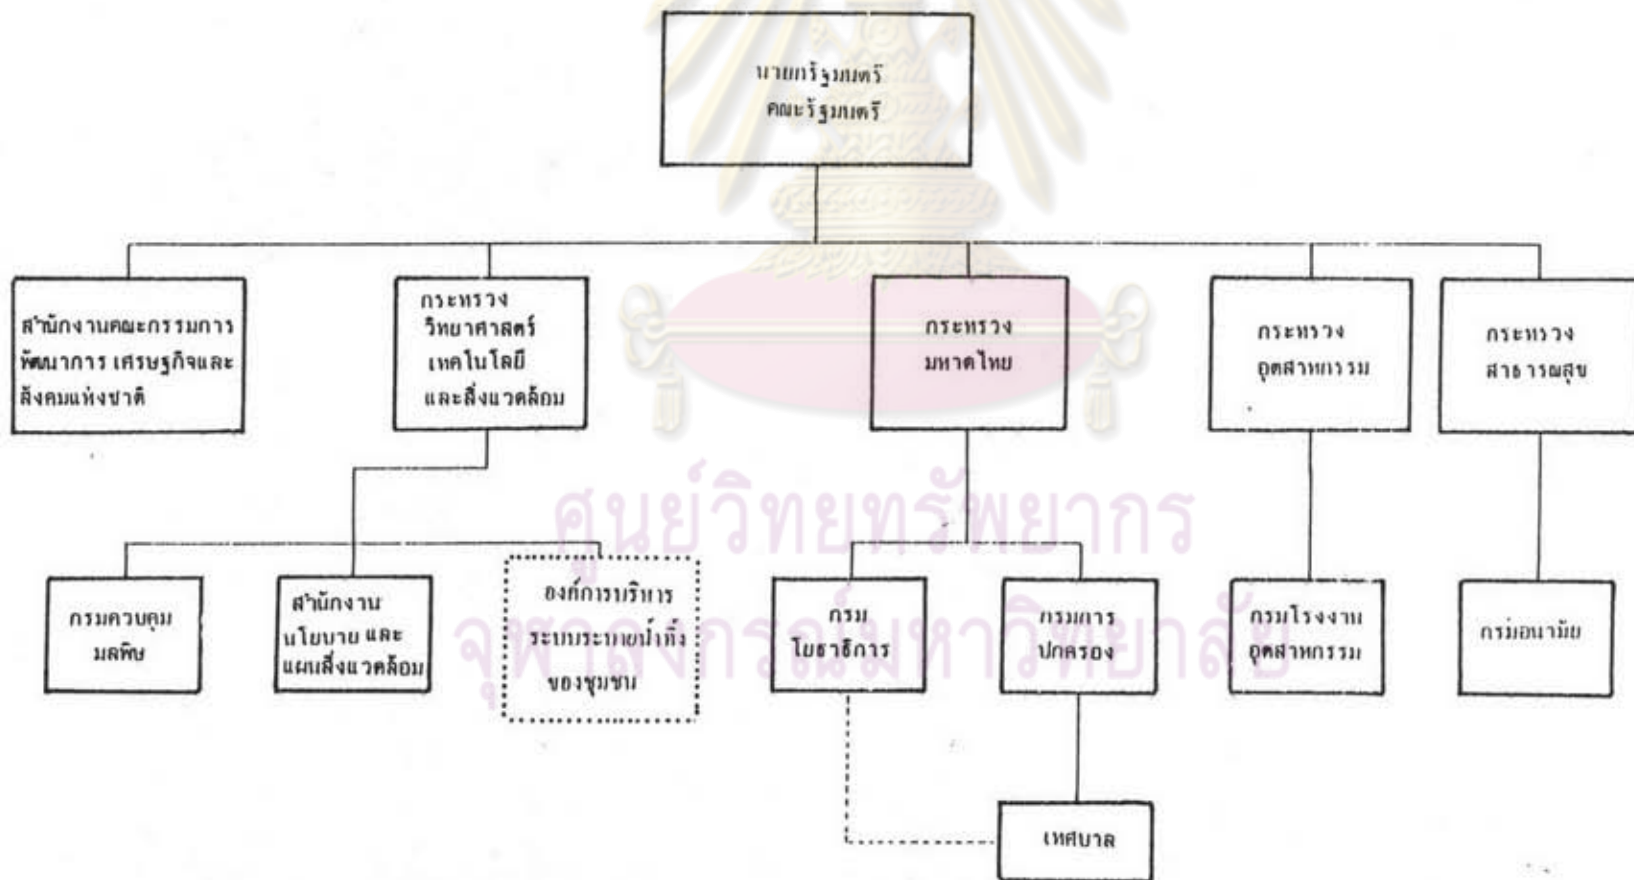 นายกรัฐมนตรี
คณะรัฐมนตรี
สำนักงานคณะกรรมการ
พัฒนาการ เศรษฐกิจและ
สังคมแห่งชาติ
กระทรวง
วิทยาศาสตร์
เทคโนโลยี
และสิ่งแวดล้อม
กระทรวง
มหาดไทย
กระทรวง
อุตสาหกรรม
กระทรวง
สาธารณสุข
ศูนย์วิทยทรัพยากร
จุฬาลงกรณ์มหาวิทยาลัย
กรมควบคุม
มลพิษ
สำนักงาน
นโยบาย และ
แผนสิ่งแวดล้อม
องค์การบริหาร
ระบบระบายน้ำทิ้ง
ของชุมชน
กรม
โยธาธิการ
กรมการ
ปกครอง
กรมโรงงาน
อุตสาหกรรม
กรมอนามัย
เทศบาล